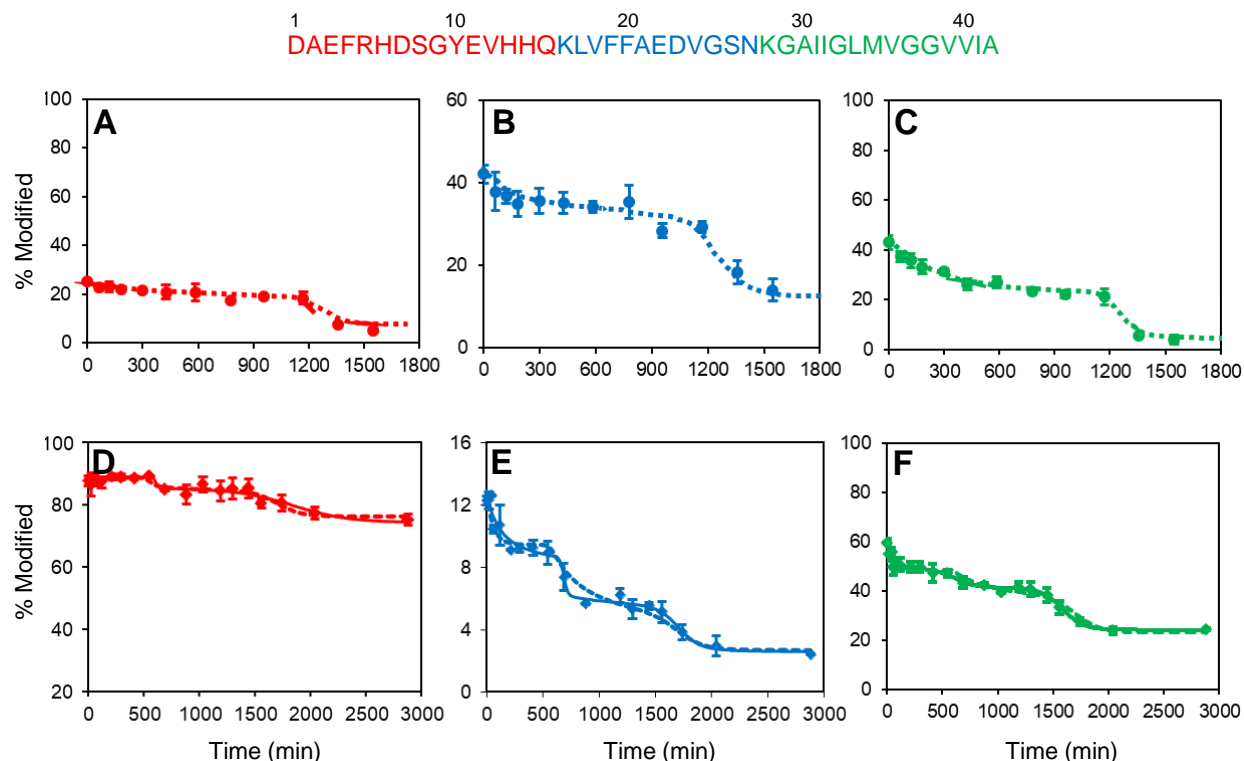 1 10 20 30 40
DAEFRHDSGYEVHHQKLVFFAEDVGSNKGAIIGLMVGGVVIA
A
% Modified
100
80
60
40
20
0
0 300 600 900 1200 1500 1800
B
60
40
20
0
0 300 600 900 1200 1500 1800
C
100
80
60
40
20
0
0 300 600 900 1200 1500 1800
D
% Modified
100
80
60
40
20
0 500 1000 1500 2000 2500 3000
Time (min)
E
16
12
8
4
0
0 500 1000 1500 2000 2500 3000
Time (min)
F
100
80
60
40
20
0
0 500 1000 1500 2000 2500 3000
Time (min)